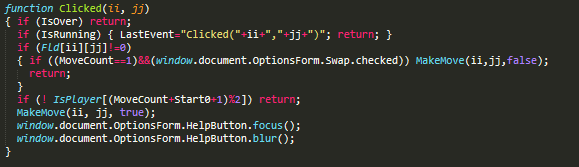 function Clicked(ii, jj)
{ if (IsOver) return;
  if (IsRunning) { LastEvent="Clicked("+ii+","+jj+")"; return; }
  if (Fld[ii][jj]!=0)
  { if ((MoveCount==1)&&(window.document.OptionsForm.Swap.checked)) MakeMove(ii,jj,false);
    return;
  }
  if (! IsPlayer[(MoveCount+Start0+1)%2]) return;
  MakeMove(ii, jj, true);
  window.document.OptionsForm.HelpButton.focus();
  window.document.OptionsForm.HelpButton.blur();
}